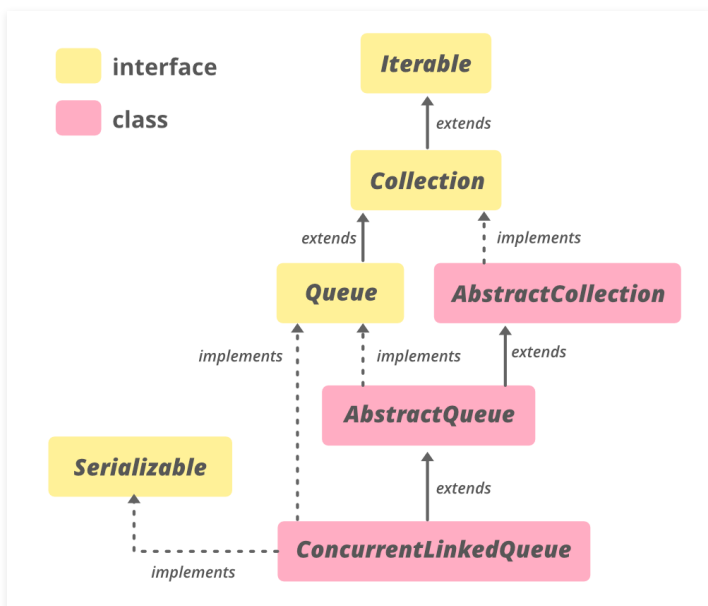 interface
class
Iterable
extends
Collection
extends
implements
Queue
AbstractCollection
implements
implements
extends
AbstractQueue
Serializable
extends
ConcurrentLinkedQueue
implements